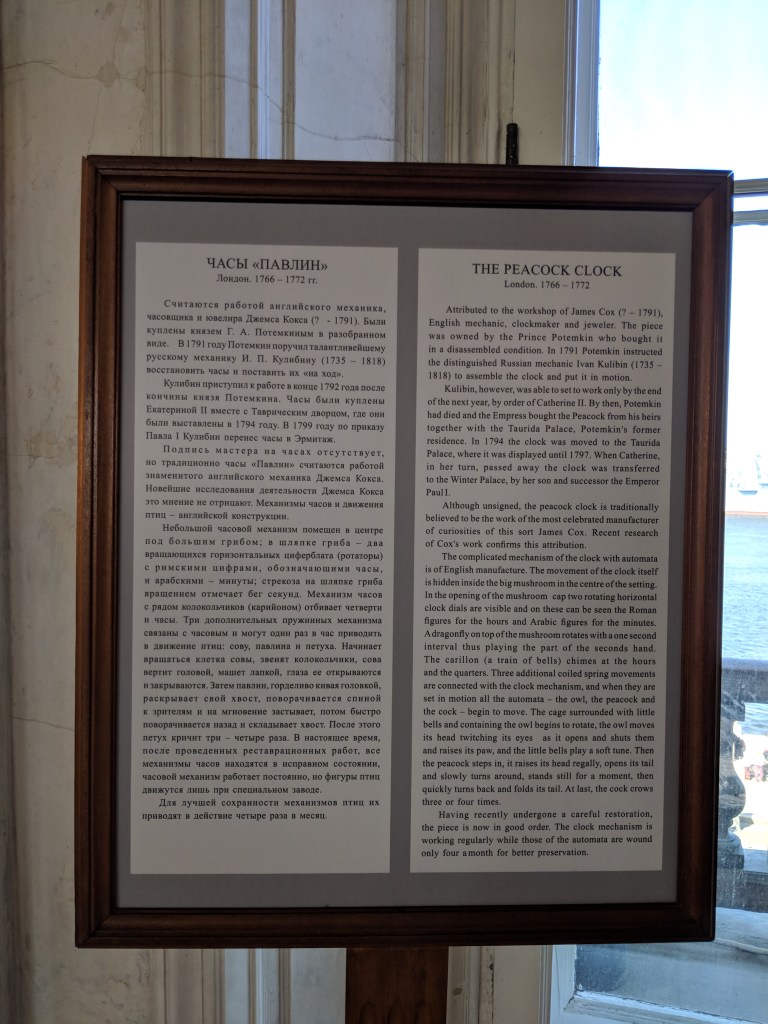 ЧАСЫ «ПАВЛИН»
Лондон. 1766 – 1772 гг.
Считаются работой английского механика,
часовщика и ювелира Джемса Кокса (? - 1791). Были
куплены князем Г. А. Потемкиным в разобранном
виде. В 1791 году Потемкин поручил талантливейшему
русскому механику И. П. Кулибину (1735 – 1818)
восстановить часы и поставить их «на ход».
Кулибин приступил к работе в конце 1792 года после
кончины князя Потемкина. Часы были куплены
Екатериной II вместе с Таврическим дворцом, где они
были выставлены в 1794 году. В 1799 году по приказу
Павла 1 Кулибин перенес часы в Эрмитаж.
Подпись мастера на часах отсутствует,
но традиционно часы «Павлин» считаются работой
знаменитого английского механика Джемса Кокса.
Новейшие исследования деятельности Джемса Кокса
это мнение не отрицают. Механизмы часов и движения
птиц – английской конструкции.
Небольшой часовой механизм помещен в центре
под большим грибом; в шляпке гриба – два
вращающихся горизонтальных циферблата (ротаторы)
с римскими цифрами, обозначающими часы,
и арабскими – минуты; стрекоза на шляпке гриба
вращением отмечает бег секунд. Механизм часов
с рядом колокольчиков (карийоном) отбивает четверти
и часы. Три дополнительных пружинных механизма
связаны с часовым и могут один раз в час приводить
в движение птиц: сову, павлина и петуха. Начинает
вращаться клетка совы, звенят колокольчики, сова
вертит головой, машет лапкой, глаза ее открываются
и закрываются. Затем павлин, горделиво кивая головкой,
раскрывает свой хвост, поворачивается спиной
к зрителям и на мгновение застывает, потом быстро
поворачивается назад и складывает хвост. После этого
петух кричит три – четыре раза. В настоящее время,
после проведенных реставрационных работ, все
механизмы часов находятся в исправном состоянии,
часовой механизм работает постоянно, но фигуры птиц
движутся лишь при специальном заводе.
Для лучшей сохранности механизмов птиц их
приводят в действие четыре раза в месяц.
THE PEACOCK CLOCK
London. 1766 – 1772
Attributed to the workshop of James Cox (? – 1791),
English mechanic, clockmaker and jeweler. The piece
was owned by the Prince Potemkin who bought it
in a disassembled condition. In 1791 Potemkin instructed
the distinguished Russian mechanic Ivan Kulibin (1735 –
1818) to assemble the clock and put it in motion.
Kulibin, however, was able to set to work only by the end
of the next year, by order of Catherine II. By then, Potemkin
had died and the Empress bought the Peacock from his heirs
together with the Taurida Palace, Potemkin's former
residence. In 1794 the clock was moved to the Taurida
Palace, where it was displayed until 1797. When Catherine,
in her turn, passed away the clock was transferred
to the Winter Palace, by her son and successor the Emperor
Paul I.
Although unsigned, the peacock clock is traditionally
believed to be the work of the most celebrated manufacturer
of curiosities of this sort James Cox. Recent research
of Cox's work confirms this attribution.
The complicated mechanism of the clock with automata
is of English manufacture. The movement of the clock itself
is hidden inside the big mushroom in the centre of the setting.
In the opening of the mushroom cap two rotating horizontal
clock dials are visible and on these can be seen the Roman
figures for the hours and Arabic figures for the minutes.
A dragonfly on top of the mushroom rotates with a one second
interval thus playing the part of the seconds hand.
The carillon (a train of bells) chimes at the hours
and the quarters. Three additional coiled spring movements
are connected with the clock mechanism, and when they are
set in motion all the automata – the owl, the peacock and
the cock – begin to move. The cage surrounded with little
bells and containing the owl begins to rotate, the owl moves
its head twitching its eyes as it opens and shuts them
and raises its paw, and the little bells play a soft tune. Then
the peacock steps in, it raises its head regally, opens its tail
and slowly turns around, stands still for a moment, then
quickly turns back and folds its tail. At last, the cock crows
three or four times.
Having recently undergone a careful restoration,
the piece is now in good order. The clock mechanism is
working regularly while those of the automata are wound
only four a month for better preservation.